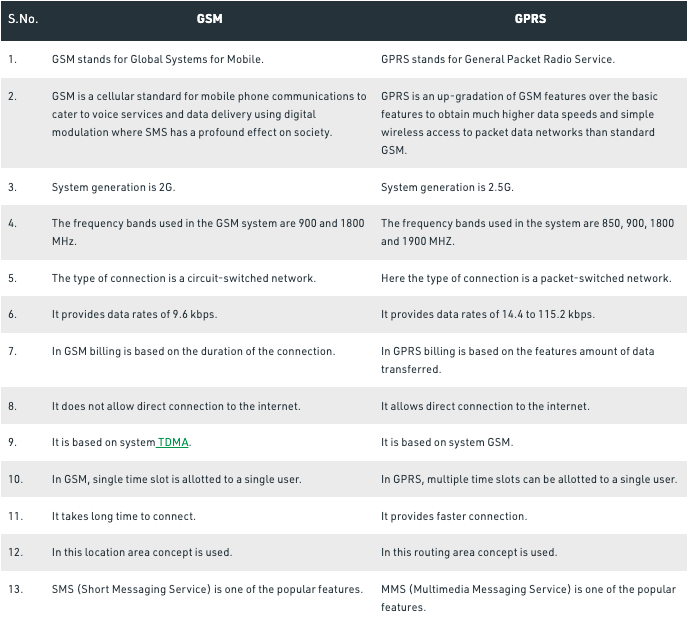 S.No. GSM GPRS
1. GSM stands for Global Systems for Mobile. GPRS stands for General Packet Radio Service.
2. GSM is a cellular standard for mobile phone communications to GPRS is an up-gradation of GSM features over the basic
cater to voice services and data delivery using digital features to obtain much higher data speeds and simple
modulation where SMS has a profound effect on society. wireless access to packet data networks than standard
GSM.
3. System generation is 2G. System generation is 2.5G.
4. The frequency bands used in the GSM system are 900 and 1800 The frequency bands used in the system are 850, 900, 1800
MHz. and 1900 MHZ.
5. The type of connection is a circuit-switched network. Here the type of connection is a packet-switched network.
6. It provides data rates of 9.6 kbps. It provides data rates of 14.4 to 115.2 kbps.
7. In GSM billing is based on the duration of the connection. In GPRS billing is based on the features amount of data
transferred.
8. It does not allow direct connection to the internet. It allows direct connection to the internet.
9. It is based on system TDMA. It is based on system GSM.
10. In GSM, single time slot is allotted to a single user. In GPRS, multiple time slots can be allotted to a single user.
11. It takes long time to connect. It provides faster connection.
12. In this location area concept is used. In this routing area concept is used.
13. SMS (Short Messaging Service) is one of the popular features. MMS (Multimedia Messaging Service) is one of the popular
features.